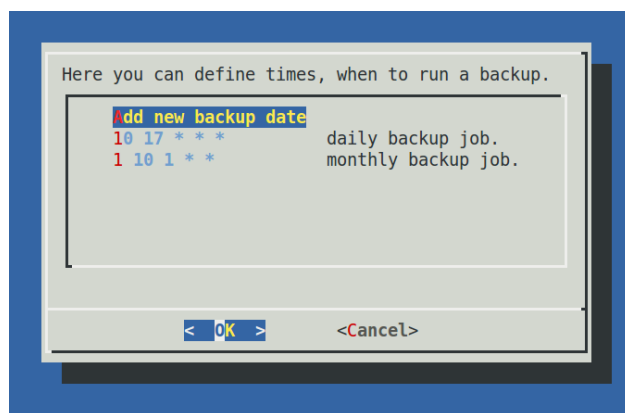 Here you can define times, when to run a backup.
Add new backup date
10 17 * * * daily backup job.
1 10 1 * * monthly backup job.
< OK > <Cancel>